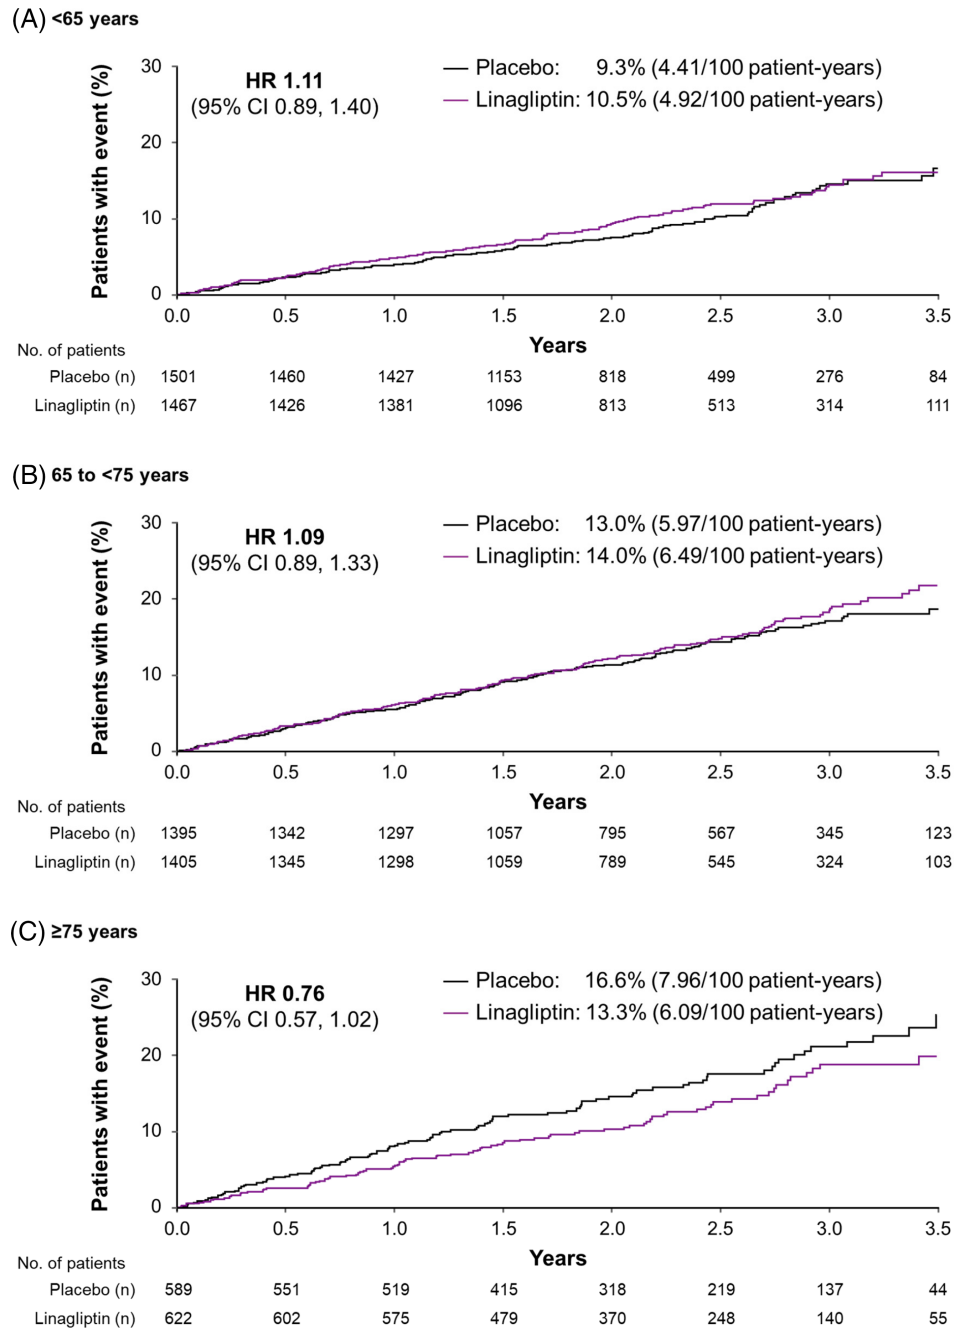 (A) <65 years
HR 1.11
(95% CI 0.89, 1.40)
Placebo: 9.3% (4.41/100 patient-years)
Linagliptin: 10.5% (4.92/100 patient-years)
Patients with event (%)
30
20
10
0
0.0 0.5 1.0 1.5 2.0 2.5 3.0 3.5
Years
No. of patients
Placebo (n) 1501 1460 1427 1153 818 499 276 84
Linagliptin (n) 1467 1426 1381 1096 813 513 314 111
(B) 65 to <75 years
HR 1.09
(95% CI 0.89, 1.33)
Placebo: 13.0% (5.97/100 patient-years)
Linagliptin: 14.0% (6.49/100 patient-years)
Patients with event (%)
30
20
10
0
0.0 0.5 1.0 1.5 2.0 2.5 3.0 3.5
Years
No. of patients
Placebo (n) 1395 1342 1297 1057 795 567 345 123
Linagliptin (n) 1405 1345 1298 1059 789 545 324 103
(C) ≥75 years
HR 0.76
(95% CI 0.57, 1.02)
Placebo: 16.6% (7.96/100 patient-years)
Linagliptin: 13.3% (6.09/100 patient-years)
Patients with event (%)
30
20
10
0
0.0 0.5 1.0 1.5 2.0 2.5 3.0 3.5
Years
No. of patients
Placebo (n) 589 551 519 415 318 219 137 44
Linagliptin (n) 622 602 575 479 370 248 140 55